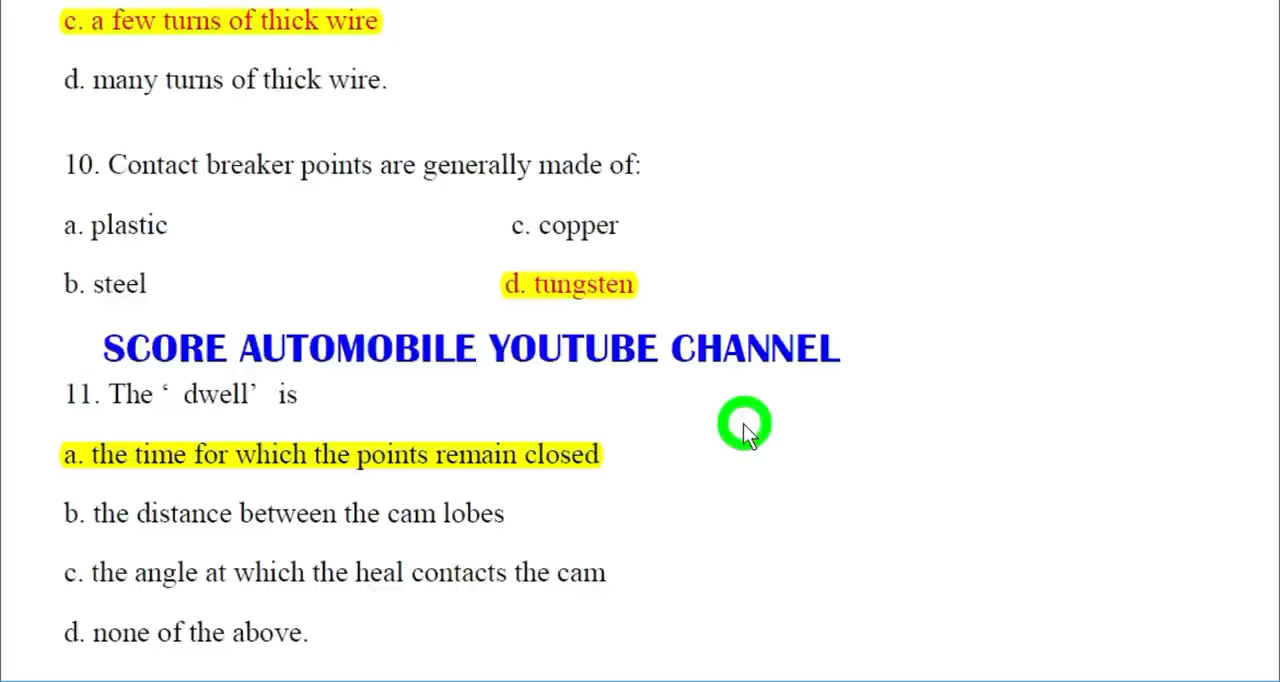 c. a few turns of thick wire
d. many turns of thick wire.
10. Contact breaker points are generally made of:
a. plastic c. copper
b. steel d. tungsten
SCORE AUTOMOBILE YOUTUBE CHANNEL
11. The ‘ dwell’ is
a. the time for which the points remain closed
b. the distance between the cam lobes
c. the angle at which the heal contacts the cam
d. none of the above.